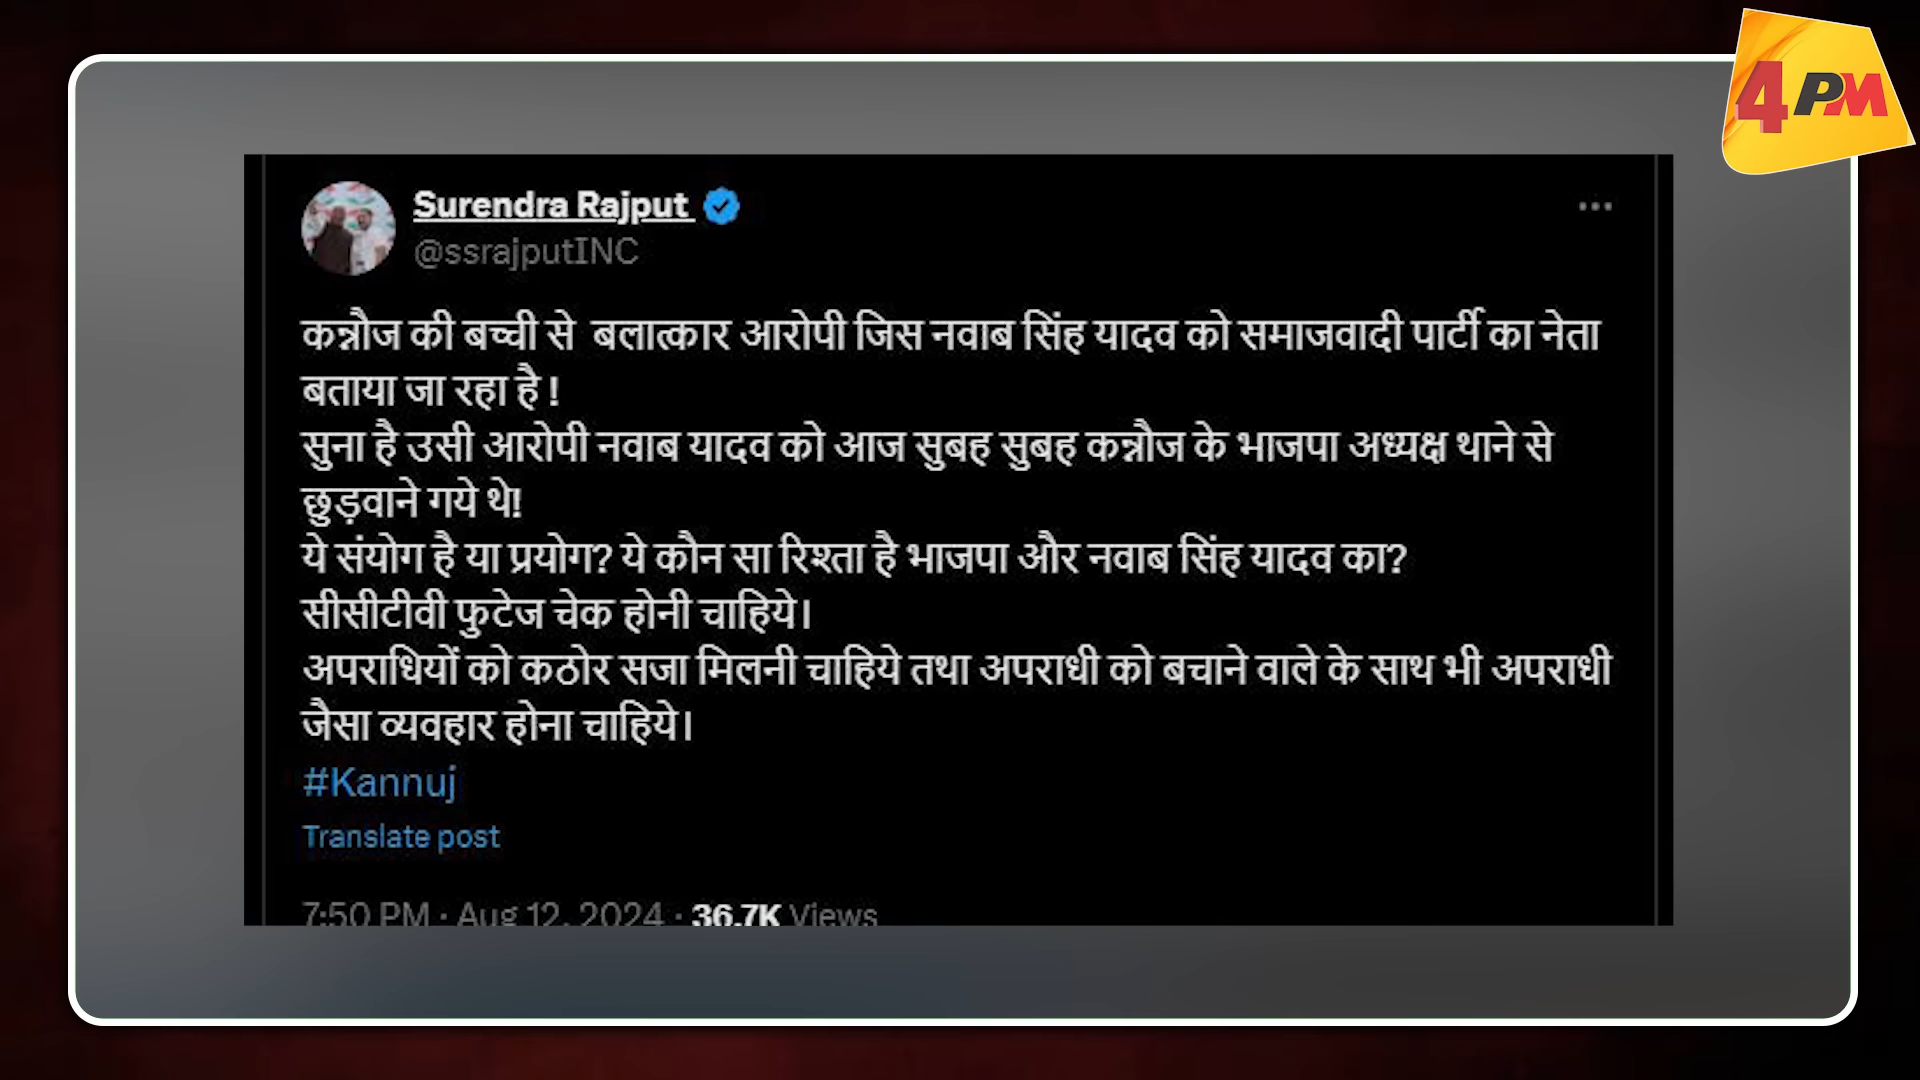 4PM
Surendra Rajput
@ssrajputINC
कन्नौज की बच्ची से बलात्कार आरोपी जिस नवाब सिंह यादव को समाजवादी पार्टी का नेता
बताया जा रहा है !
सुना है उसी आरोपी नवाब यादव को आज सुबह सुबह कन्नौज के भाजपा अध्यक्ष थाने से
छुड़वाने गये थे!
ये संयोग है या प्रयोग? ये कौन सा रिश्ता है भाजपा और नवाब सिंह यादव का?
सीसीटीवी फुटेज चेक होनी चाहिये।
अपराधियों को कठोर सजा मिलनी चाहिये तथा अपराधी को बचाने वाले के साथ भी अपराधी
जैसा व्यवहार होना चाहिये।
#Kannuj
Translate post
7:50 PM · Aug 12, 2024 · 36.7K Views